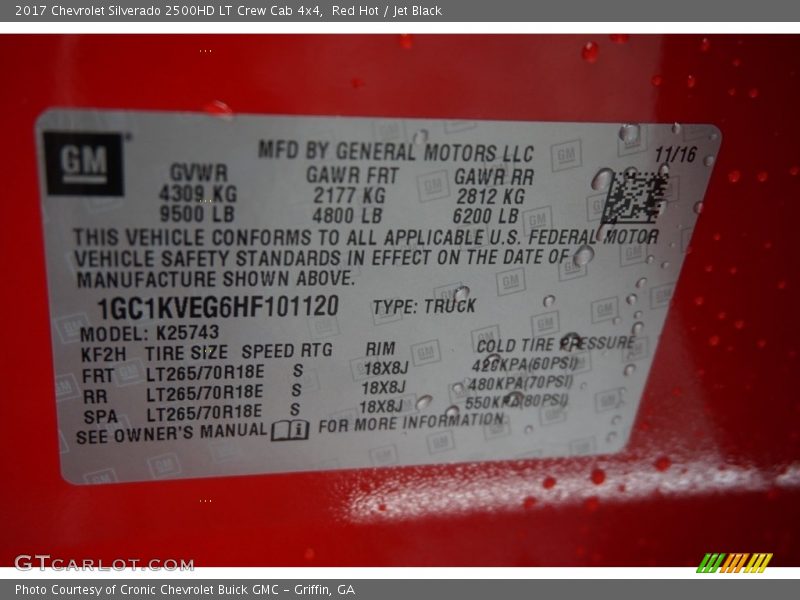 2017 Chevrolet Silverado 2500HD LT Crew Cab 4x4,  Red Hot / Jet Black
GM
MFD BY GENERAL MOTORS LLC
11/16
GVWR GAWR FRT GAWR RR
4309 KG 2177 KG 2812 KG
9500 LB 4800 LB 6200 LB
THIS VEHICLE CONFORMS TO ALL APPLICABLE U.S. FEDERAL MOTOR
VEHICLE SAFETY STANDARDS IN EFFECT ON THE DATE OF
MANUFACTURE SHOWN ABOVE.
1GC1KVEG6HF101120 TYPE: TRUCK
MODEL: K25743
KF2H TIRE SIZE SPEED RTG RIM COLD TIRE PRESSURE
FRT LT265/70R18E S 18X8J 420KPA(60PSI)
RR LT265/70R18E S 18X8J 480KPA(70PSI)
SPA LT265/70R18E S 18X8J 550KPA(80PSI)
SEE OWNER'S MANUAL FOR MORE INFORMATION
GTCARLOT.COM
Photo Courtesy of Cronic Chevrolet Buick GMC - Griffin, GA